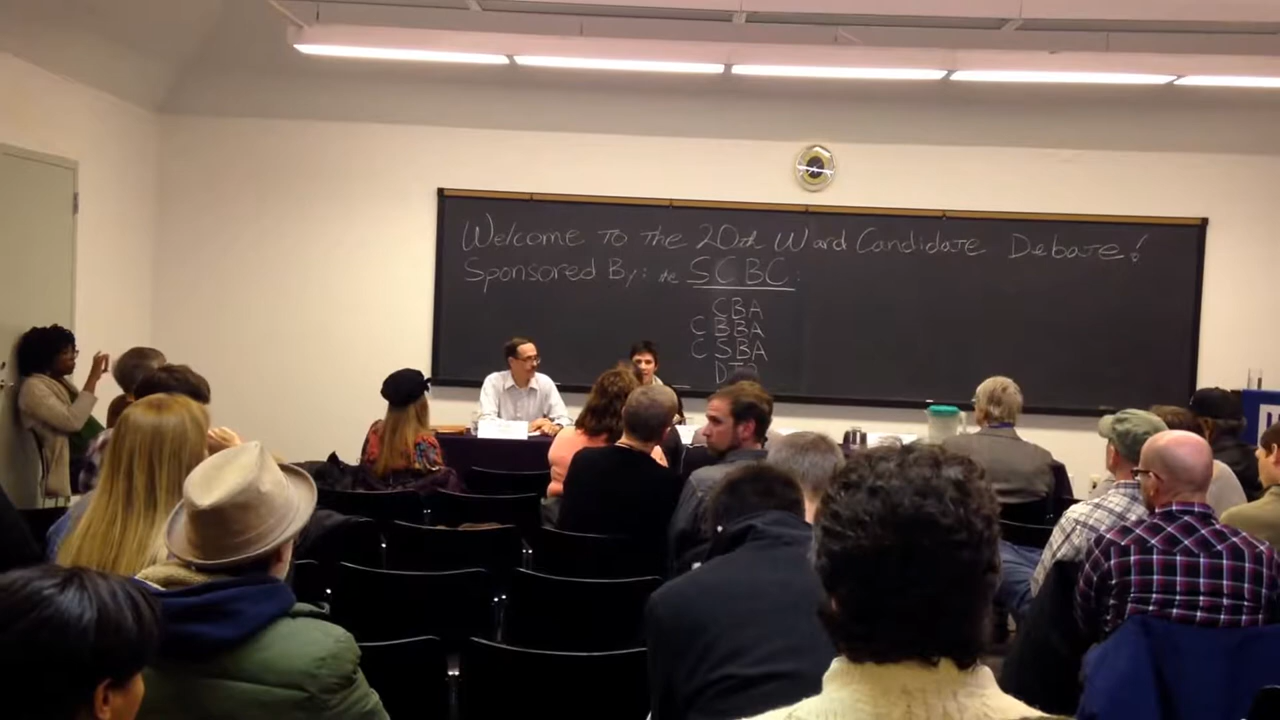 Welcome To The 20th Ward Candidate Debate!
Sponsored By: the SCBC:
CBA
CBBA
CSBA